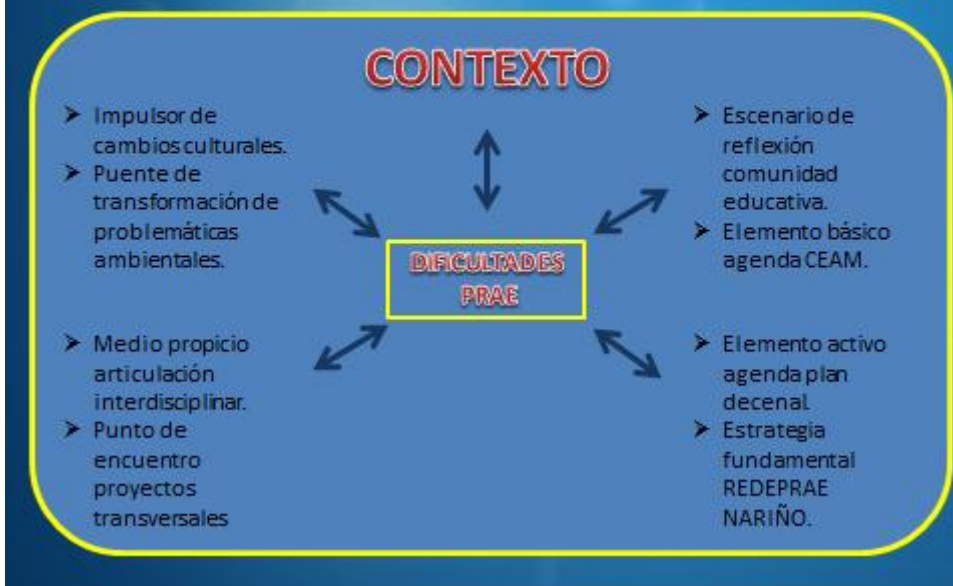 CONTEXTO
➤ Impulsor de
cambios culturales.
➤ Puente de
transformación de
problemáticas
ambientales.
➤ Escenario de
reflexión
comunidad
educativa.
➤ Elemento básico
agenda CEAM.
DIFICULTADES
PRAE
➤ Medio propicio
articulación
interdisciplinar.
➤ Punto de
encuentro
proyectos
transversales
➤ Elemento activo
agenda plan
decenal.
➤ Estrategia
fundamental
REDEPRAE
NARIÑO.